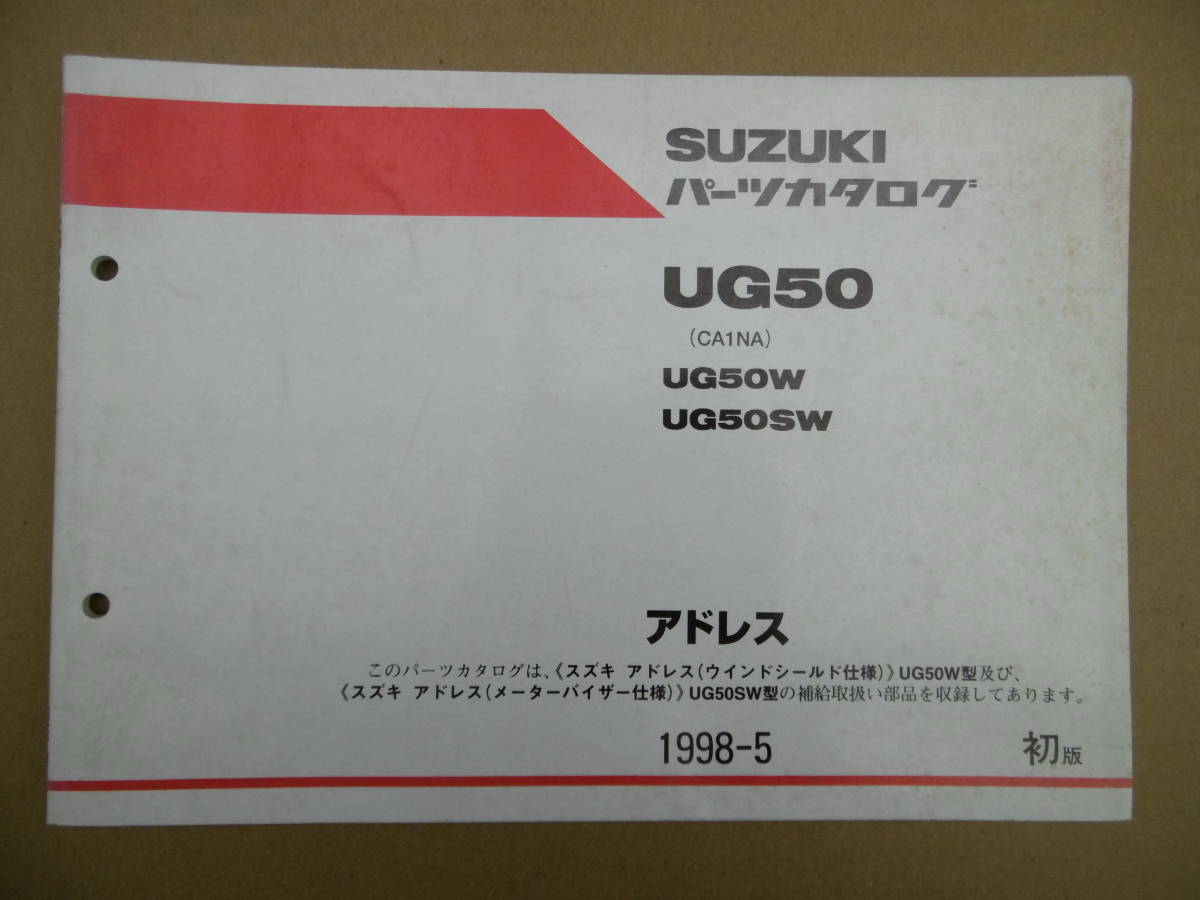 SUZUKI
パーツカタログ
UG50
(CA1NA)
UG50W
UG50SW
アドレス
このパーツカタログは、《スズキ アドレス(ウインドシールド仕様)》UG50W型及び、
《スズキ アドレス(メーターバイザー仕様)》UG50SW型の補給取扱い部品を収録してあります。
1998-5 初版